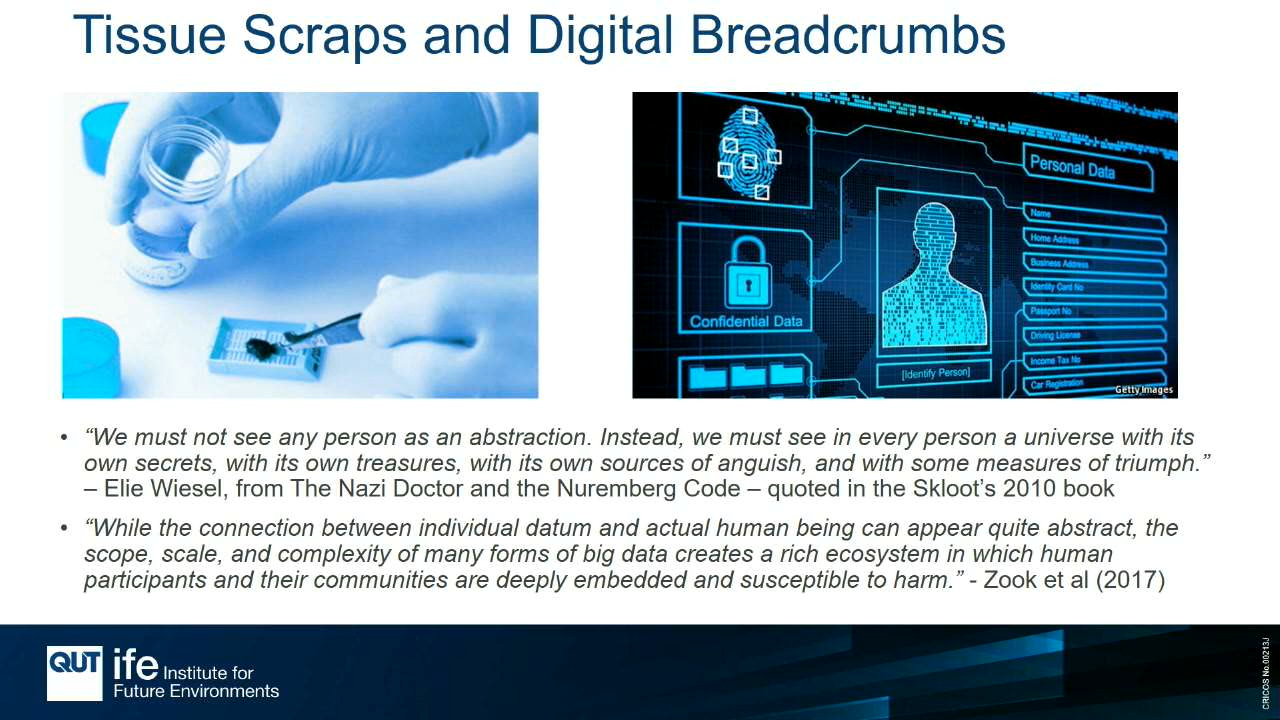 Tissue Scraps and Digital Breadcrumbs
Personal Data
Name
Home Address
Business Address
Identity Card No
Passport No
Driving License
Income Tax No
Car Registration
Confidential Data
[Identify Person]
Getty Images
• “We must not see any person as an abstraction. Instead, we must see in every person a universe with its
own secrets, with its own treasures, with its own sources of anguish, and with some measures of triumph.”
– Elie Wiesel, from The Nazi Doctor and the Nuremberg Code – quoted in the Skloot’s 2010 book
• “While the connection between individual datum and actual human being can appear quite abstract, the
scope, scale, and complexity of many forms of big data creates a rich ecosystem in which human
participants and their communities are deeply embedded and susceptible to harm.” - Zook et al (2017)
QUT
ife Institute for
Future Environments
CRICOS No.00213J